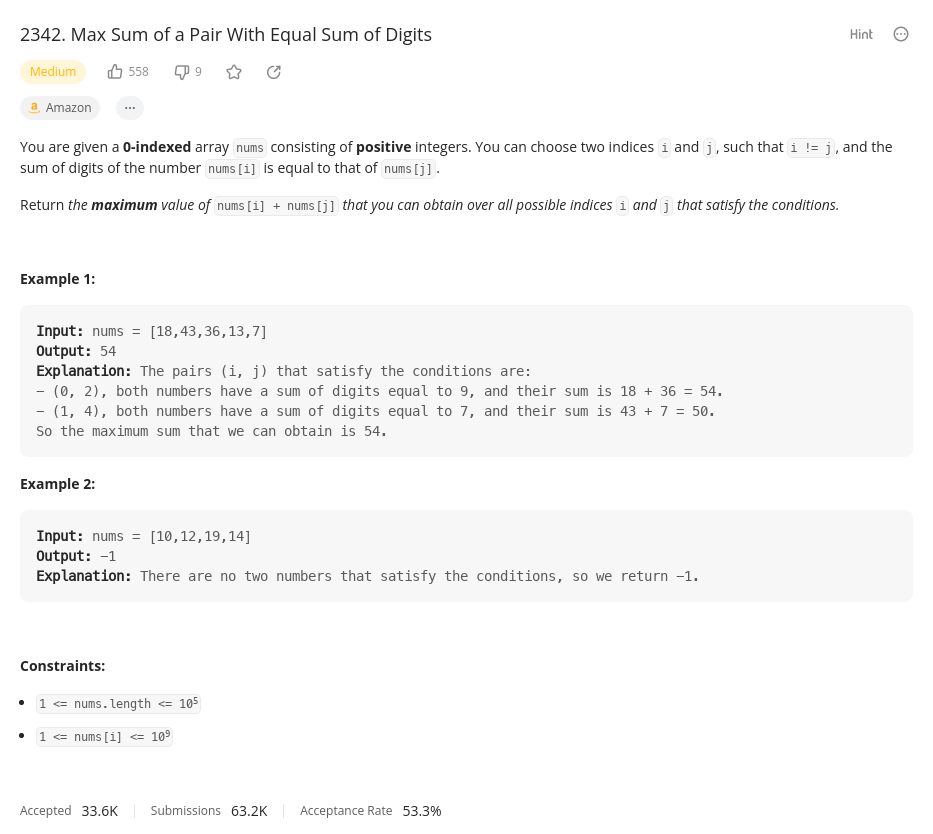 2342. Max Sum of a Pair With Equal Sum of Digits
Hint
Medium 558 9
a Amazon ...
You are given a 0-indexed array nums consisting of positive integers. You can choose two indices i and j, such that i != j, and the
sum of digits of the number nums[i] is equal to that of nums[j].
Return the maximum value of nums[i] + nums[j] that you can obtain over all possible indices i and j that satisfy the conditions.
Example 1:
Input: nums = [18,43,36,13,7]
Output: 54
Explanation: The pairs (i, j) that satisfy the conditions are:
- (0, 2), both numbers have a sum of digits equal to 9, and their sum is 18 + 36 = 54.
- (1, 4), both numbers have a sum of digits equal to 7, and their sum is 43 + 7 = 50.
So the maximum sum that we can obtain is 54.
Example 2:
Input: nums = [10,12,19,14]
Output: -1
Explanation: There are no two numbers that satisfy the conditions, so we return -1.
Constraints:
• 1 <= nums.length <= 10⁵
• 1 <= nums[i] <= 10⁹
Accepted 33.6K Submissions 63.2K Acceptance Rate 53.3%